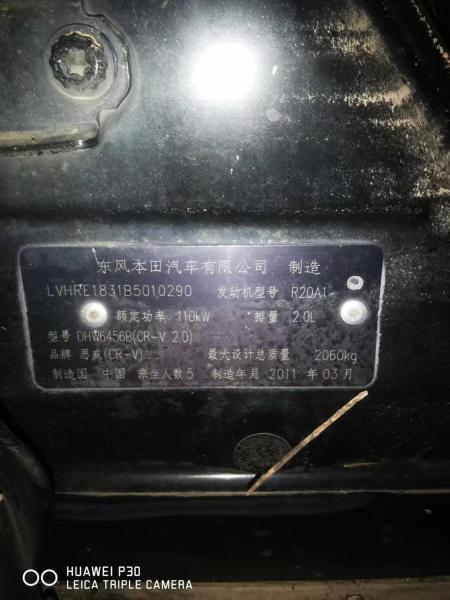 东风本田汽车有限公司 制造
LVHRE1831B5010290 发动机型号 R20A1
额定功率 110kW 排量 2.0L
型号 DHW6456B(CR-V 2.0)
品牌 思威(CR-V) 最大设计总质量 2060kg
制造国 中国 乘坐人数 5 制造年月 2011 年 03 月
HUAWEI P30
LEICA TRIPLE CAMERA